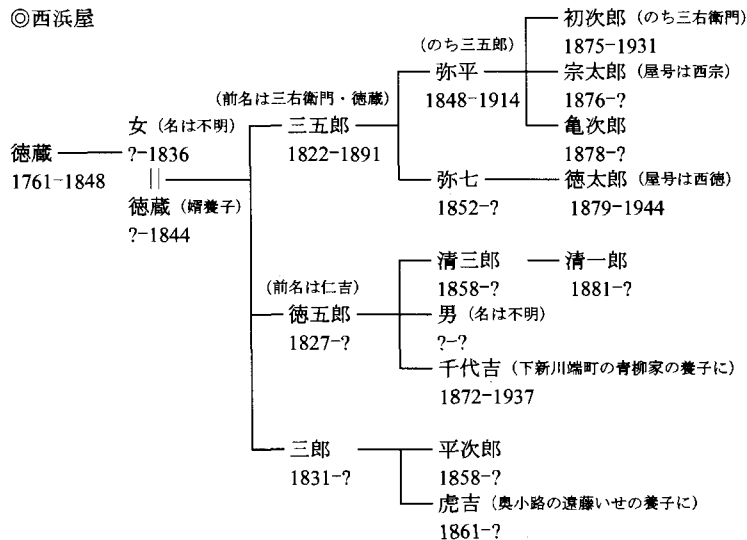 ◎西浜屋
徳蔵
1761-1848
女 (名は不明)
?-1836
徳蔵 (婿養子)
?-1844
(前名は三右衛門・徳蔵)
三五郎
1822-1891
(のち三五郎)
弥平
1848-1914
初次郎 (のち三右衛門)
1875-1931
宗太郎 (屋号は西宗)
1876-?
亀次郎
1878-?
弥七
1852-?
徳太郎 (屋号は西徳)
1879-1944
(前名は仁吉)
徳五郎
1827-?
清三郎
1858-?
清一郎
1881-?
男 (名は不明)
?-?
千代吉 (下新川端町の青柳家の養子に)
1872-1937
三郎
1831-?
平次郎
1858-?
虎吉 (奥小路の遠藤いせの養子に)
1861-?